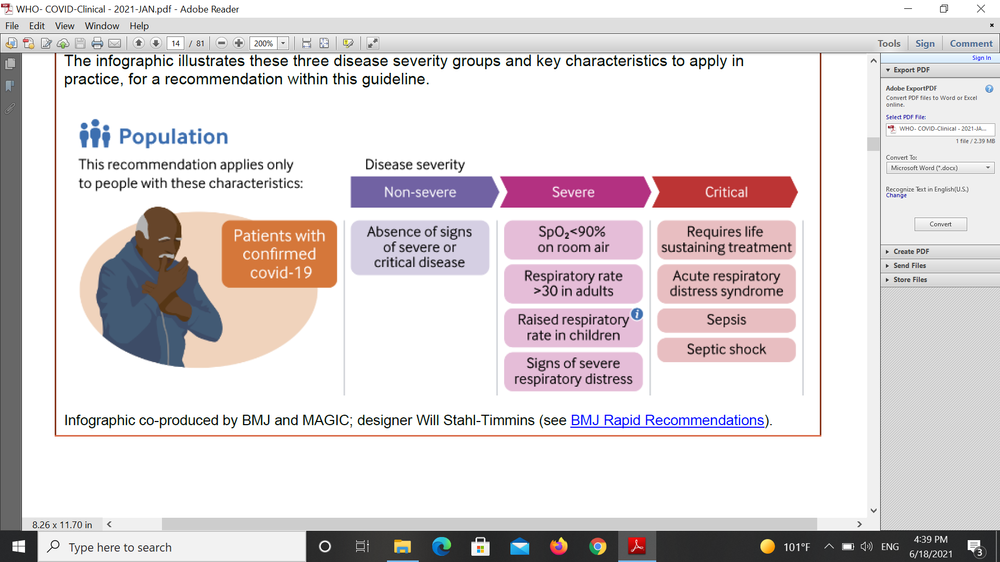 WHO- COVID-Clinical - 2021-JAN.pdf - Adobe Reader
File Edit View Window Help
14 / 81 200% Tools Sign Comment
Sign In
The infographic illustrates these three disease severity groups and key characteristics to apply in
practice, for a recommendation within this guideline.
Population
This recommendation applies only
to people with these characteristics:
Patients with
confirmed
covid-19
Disease severity
Non-severe
Absence of signs
of severe or
critical disease
Severe
SpO₂<90%
on room air
Respiratory rate
>30 in adults
Raised respiratory
rate in children
i
Signs of severe
respiratory distress
Critical
Requires life
sustaining treatment
Acute respiratory
distress syndrome
Sepsis
Septic shock
Infographic co-produced by BMJ and MAGIC; designer Will Stahl-Timmins (see BMJ Rapid Recommendations).
Export PDF
Adobe ExportPDF
?
Convert PDF files to Word or Excel
online.
Select PDF File:
WHO- COVID-Clinical - 2021-JA...
1 file / 2.39 MB
Convert To:
Microsoft Word (*.docx)
Recognize Text in English(U.S.)
Change
Convert
Create PDF
Send Files
Store Files
8.26 x 11.70 in
Type here to search
101°F ENG
4:39 PM
6/18/2021
3